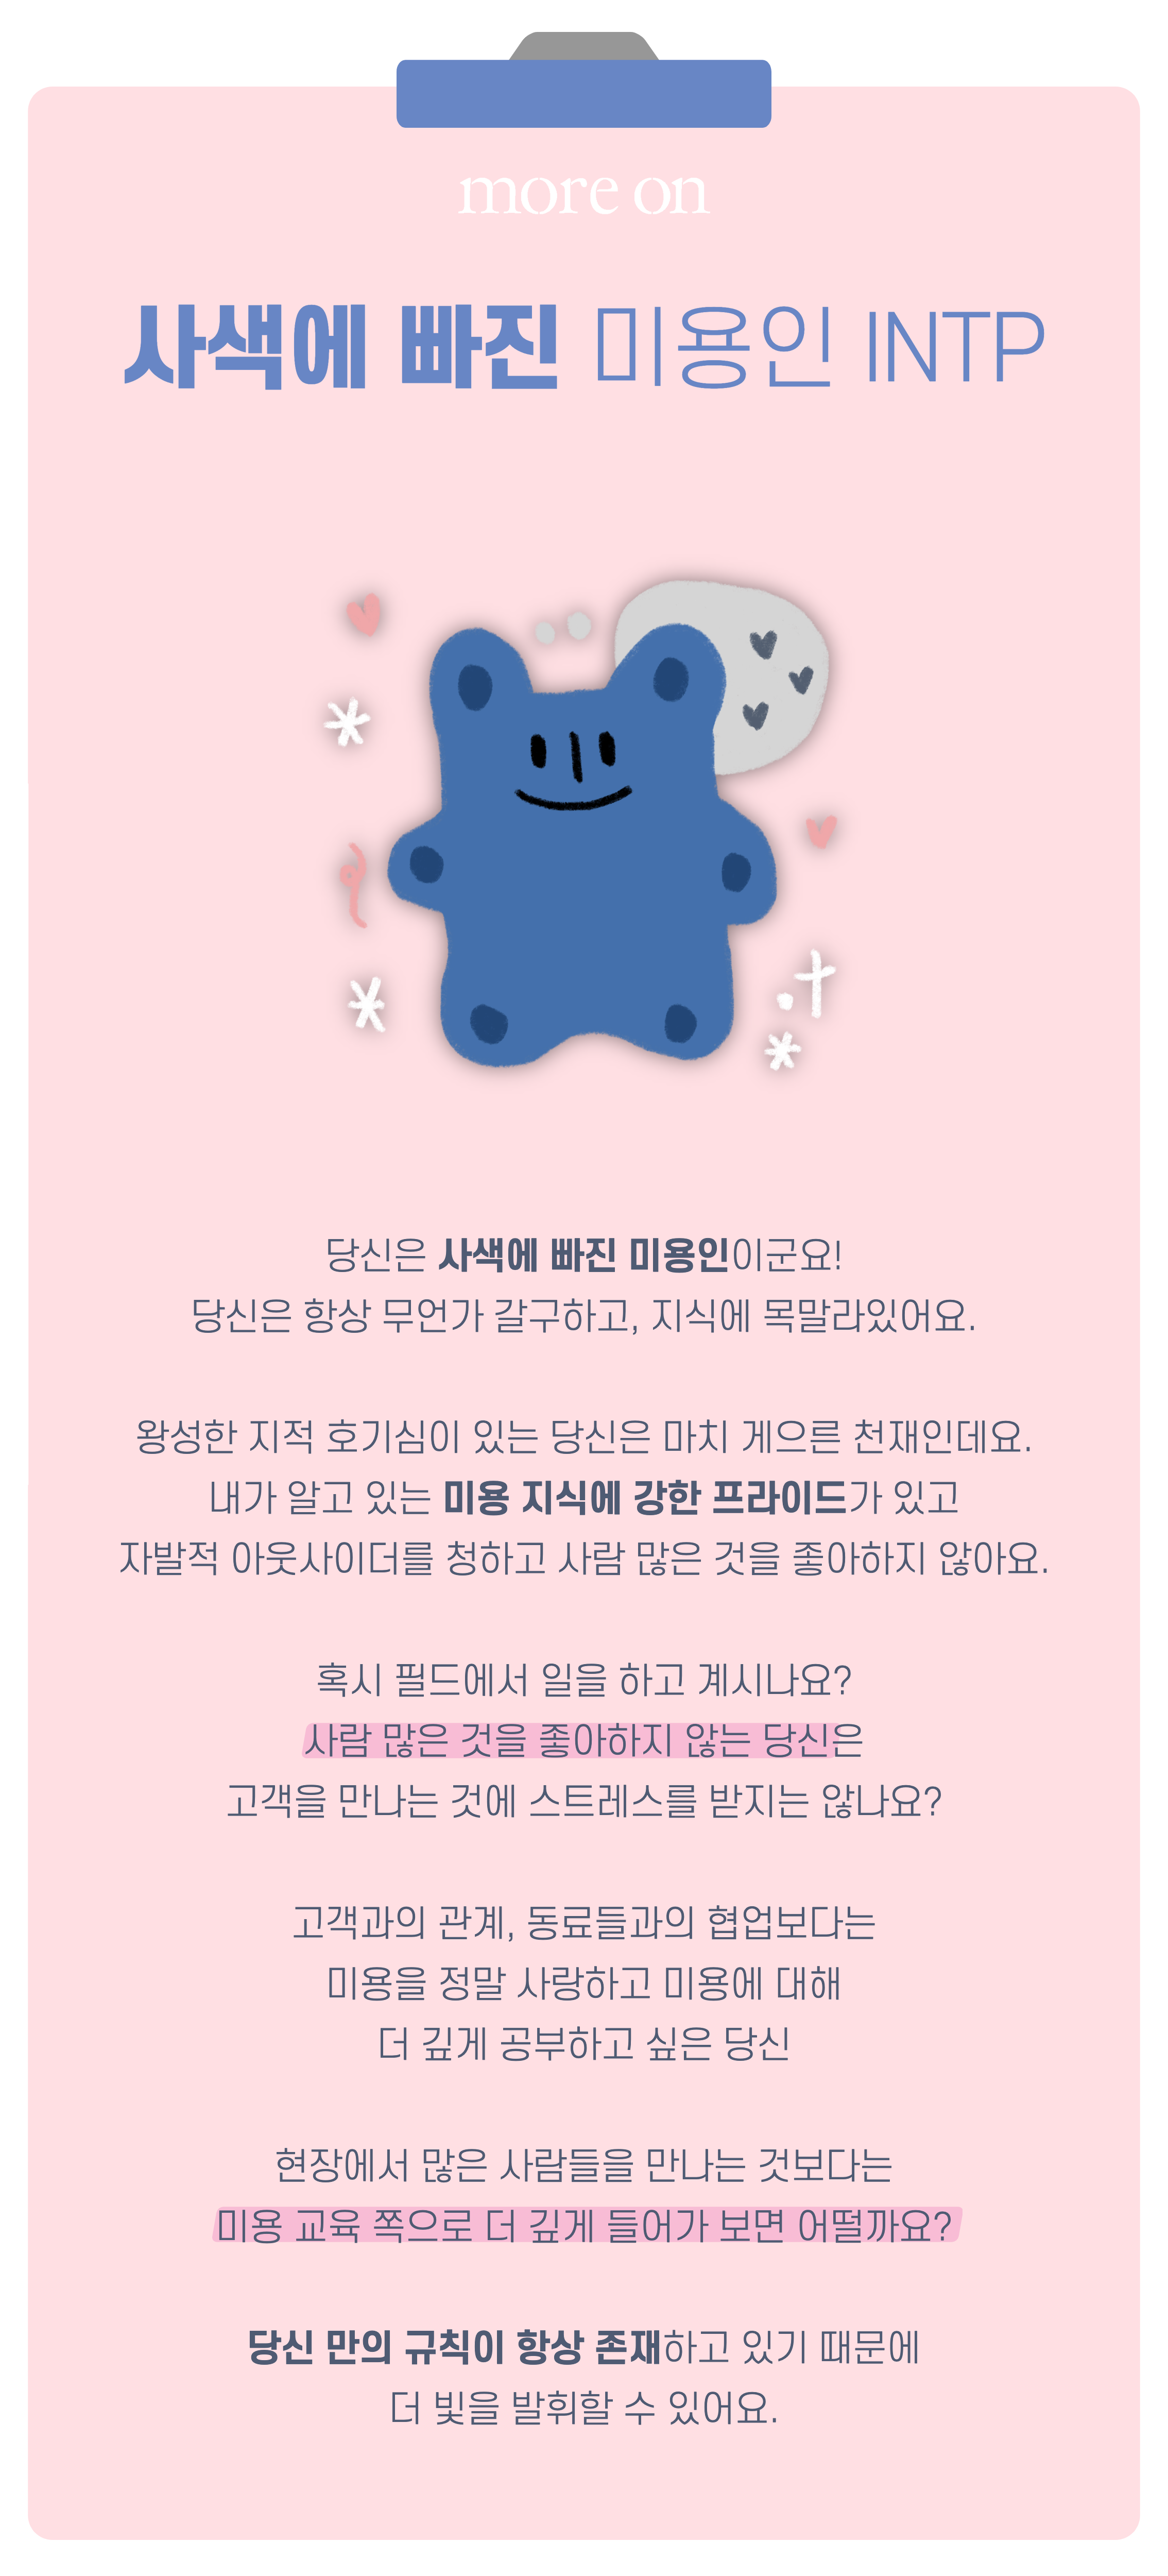 more on
사색에 빠진 미용인 INTP
당신은 사색에 빠진 미용인이군요!
당신은 항상 무언가 갈구하고, 지식에 목말라있어요.
왕성한 지적 호기심이 있는 당신은 마치 게으른 천재인데요.
내가 알고 있는 미용 지식에 강한 프라이드가 있고
자발적 아웃사이더를 청하고 사람 많은 것을 좋아하지 않아요.
혹시 필드에서 일을 하고 계시나요?
사람 많은 것을 좋아하지 않는 당신은
고객을 만나는 것에 스트레스를 받지는 않나요?
고객과의 관계, 동료들과의 협업보다는
미용을 정말 사랑하고 미용에 대해
더 깊게 공부하고 싶은 당신
현장에서 많은 사람들을 만나는 것보다는
미용 교육 쪽으로 더 깊게 들어가 보면 어떨까요?
당신 만의 규칙이 항상 존재하고 있기 때문에
더 빛을 발휘할 수 있어요.